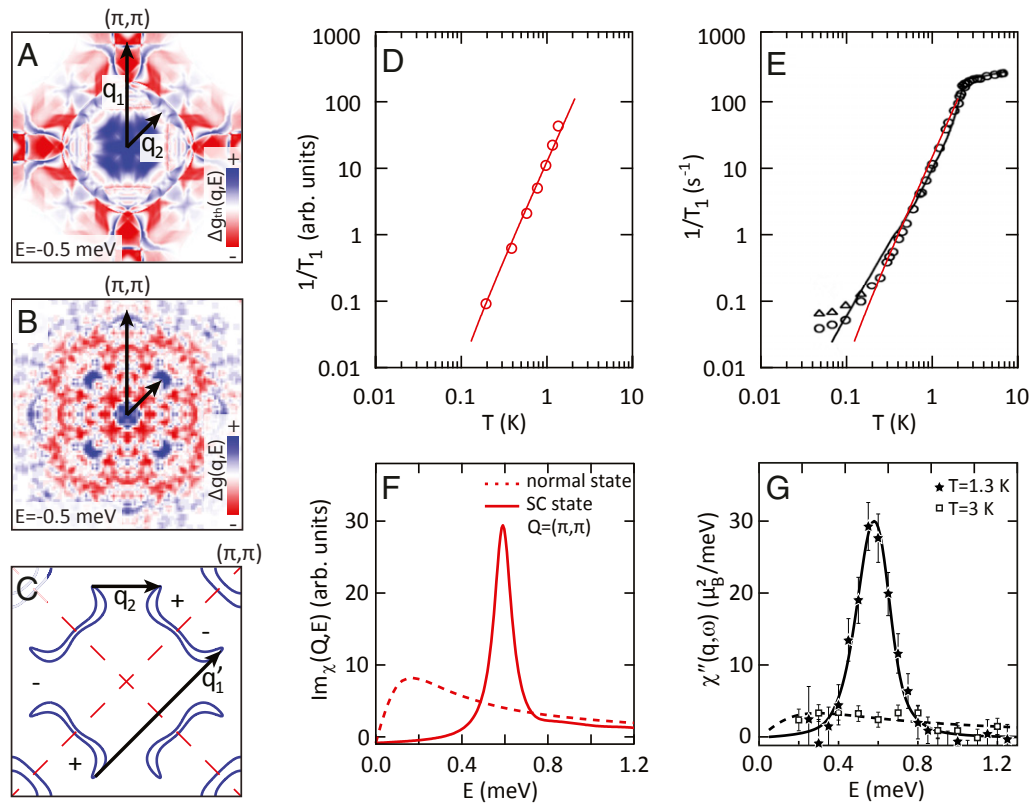 (π,π)
A
q1
q2
+
Δgth(q,E)
-
E=-0.5 meV
(π,π)
B
+
Δg(q,E)
-
E=-0.5 meV
(π,π)
C
q2
+
-
-
q1'
+
D
1000
100
10
1
0.1
0.01
1/T1 (arb. units)
0.01
0.1
1
10
T (K)
E
1000
100
10
1
0.1
0.01
1/T1 (s-1)
0.01
0.1
1
10
T (K)
F
normal state
SC state
Q=(π,π)
30
20
10
0
Im χ(Q,E) (arb. units)
0.0
0.4
0.8
1.2
E (meV)
G
T=1.3 K
T=3 K
30
20
10
0
χ"(q,ω) (μB2/meV)
0.0
0.4
0.8
1.2
E (meV)